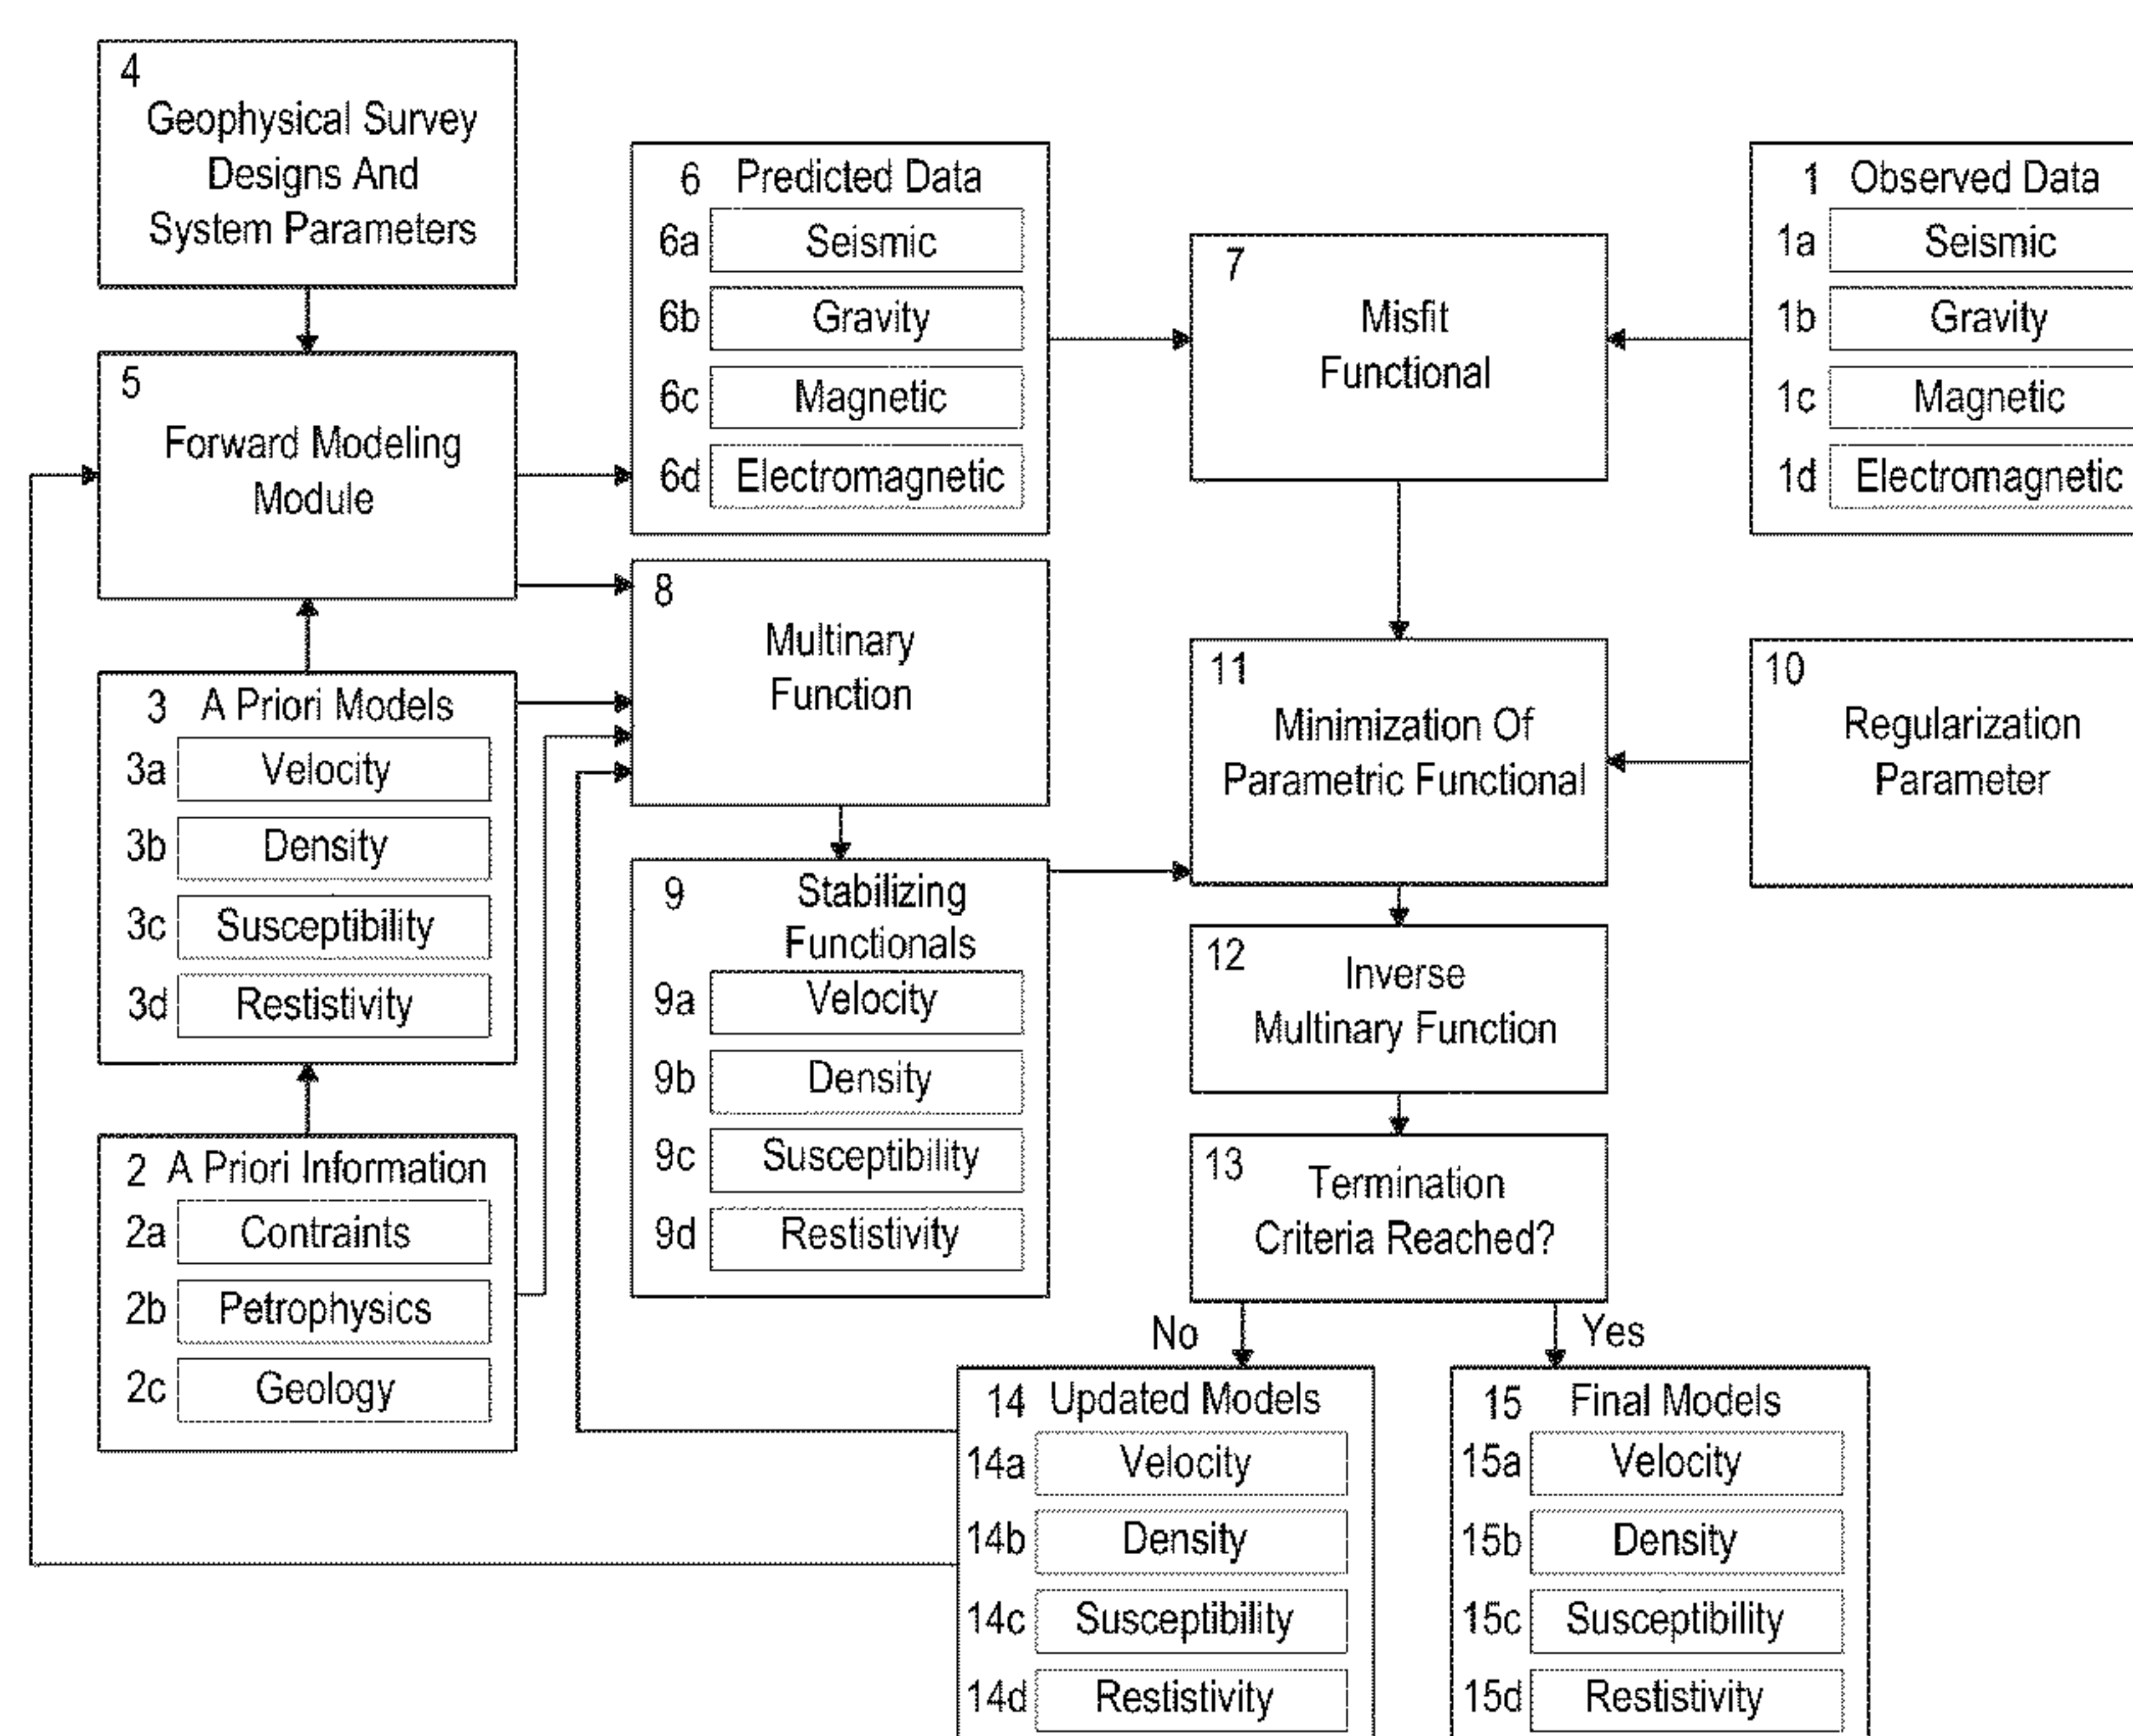 4
Geophysical Survey
Designs And
System Parameters
5
Forward Modeling
Module
3 A Priori Models
3a Velocity
3b Density
3c Susceptibility
3d Restistivity
2 A Priori Information
2a Contraints
2b Petrophysics
2c Geology
6 Predicted Data
6a Seismic
6b Gravity
6c Magnetic
6d Electromagnetic
8
Multinary
Function
9 Stabilizing
Functionals
9a Velocity
9b Density
9c Susceptibility
9d Restistivity
7
Misfit
Functional
1 Observed Data
1a Seismic
1b Gravity
1c Magnetic
1d Electromagnetic
11
Minimization Of
Parametric Functional
10
Regularization
Parameter
12
Inverse
Multinary Function
13
Termination
Criteria Reached?
No
Yes
14 Updated Models
14a Velocity
14b Density
14c Susceptibility
14d Restistivity
15 Final Models
15a Velocity
15b Density
15c Susceptibility
15d Restistivity